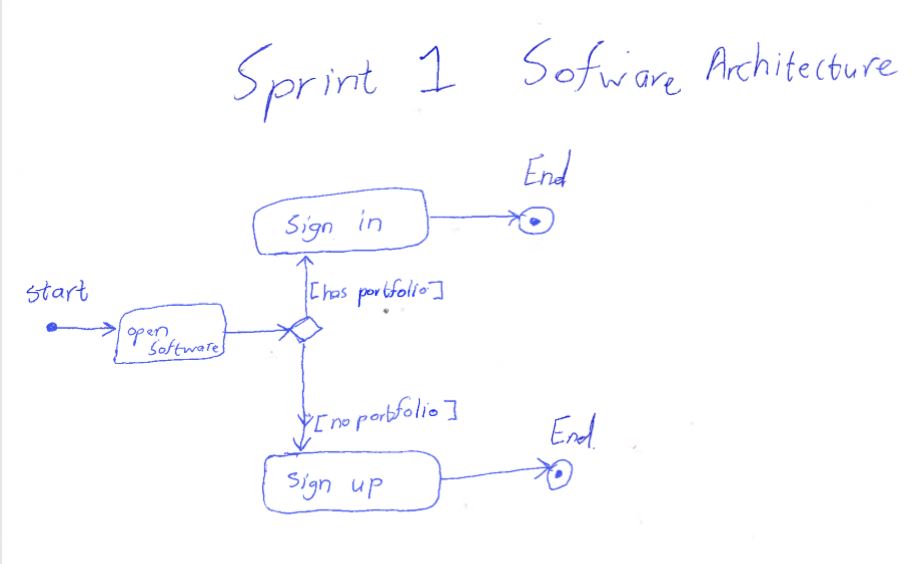 Sprint 1 Sofware Architecture
End
Sign in
[has portfolio]
start
open
Software
[no portfolio]
End.
Sign up